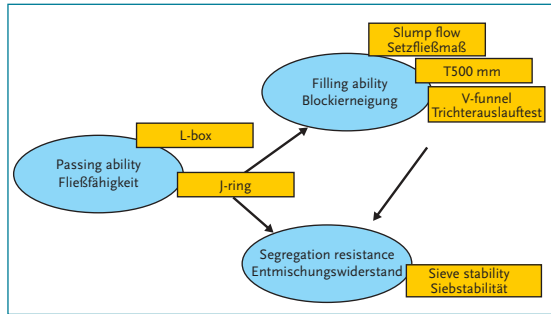 Slump flow
Setzfließmaß
T500 mm
V-funnel
Trichterauslauftest
Filling ability
Blockierneigung
L-box
Passing ability
Fließfähigkeit
J-ring
Segregation resistance
Entmischungswiderstand
Sieve stability
Siebstabilität